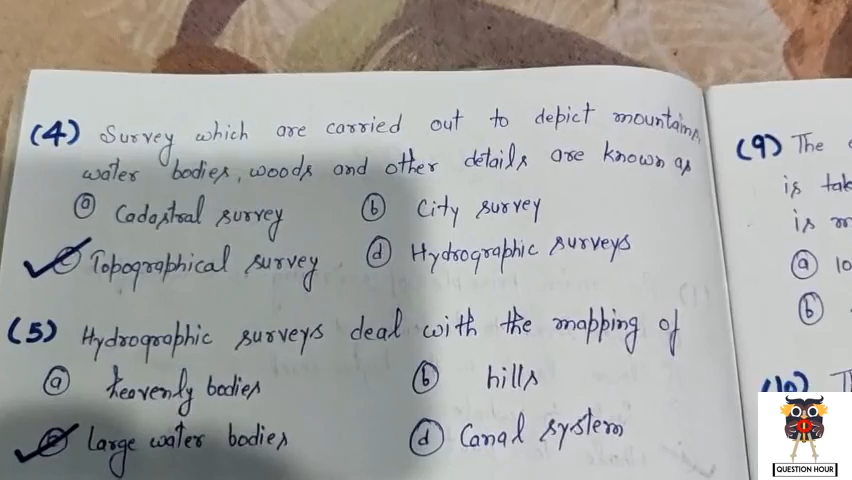 (4) Survey which are carried out to depict mountains,
water bodies, woods and other details are known as
(a) Cadastral survey (b) City survey
(c) Topographical survey (d) Hydrographic surveys
(5) Hydrographic surveys deal with the mapping of
(a) heavenly bodies (b) hills
(c) Large water bodies (d) Canal system
(9) The
is
is
(a) 10
(b)
(10)
QUESTION HOUR